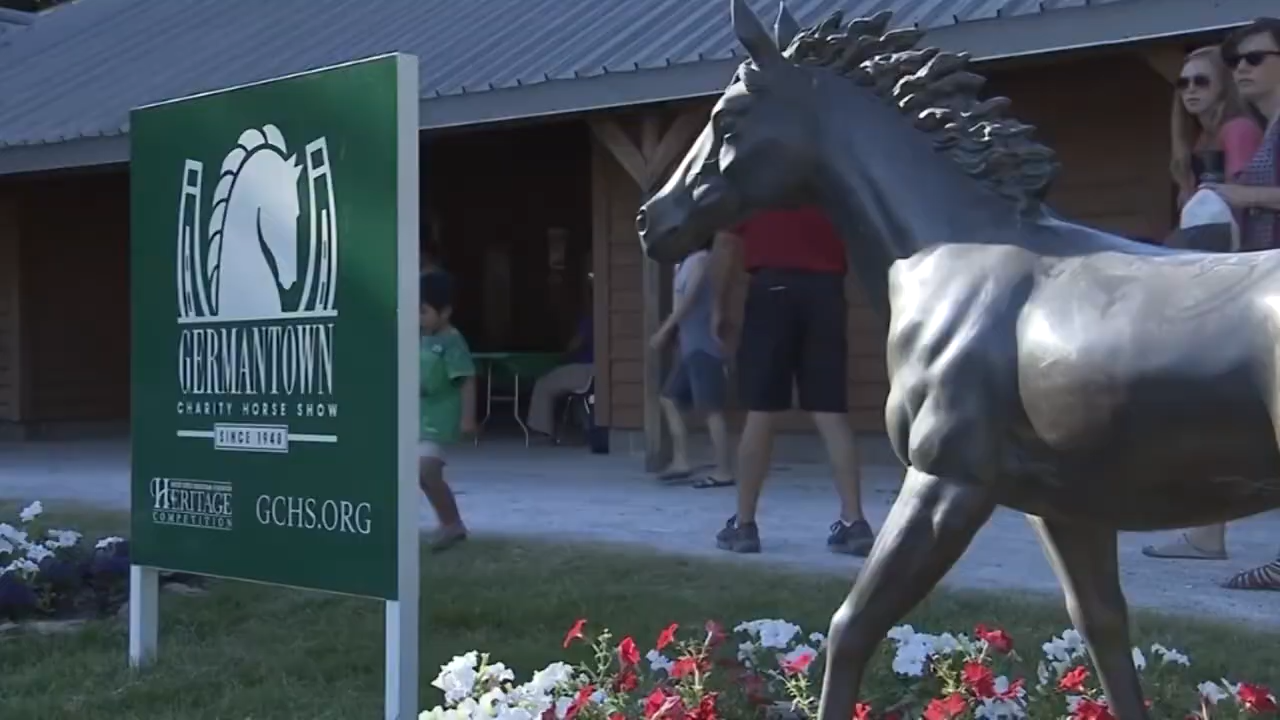 GERMANTOWN
CHARITY HORSE SHOW
SINCE 1948
HERITAGE
COMPETITION
GCHS.ORG